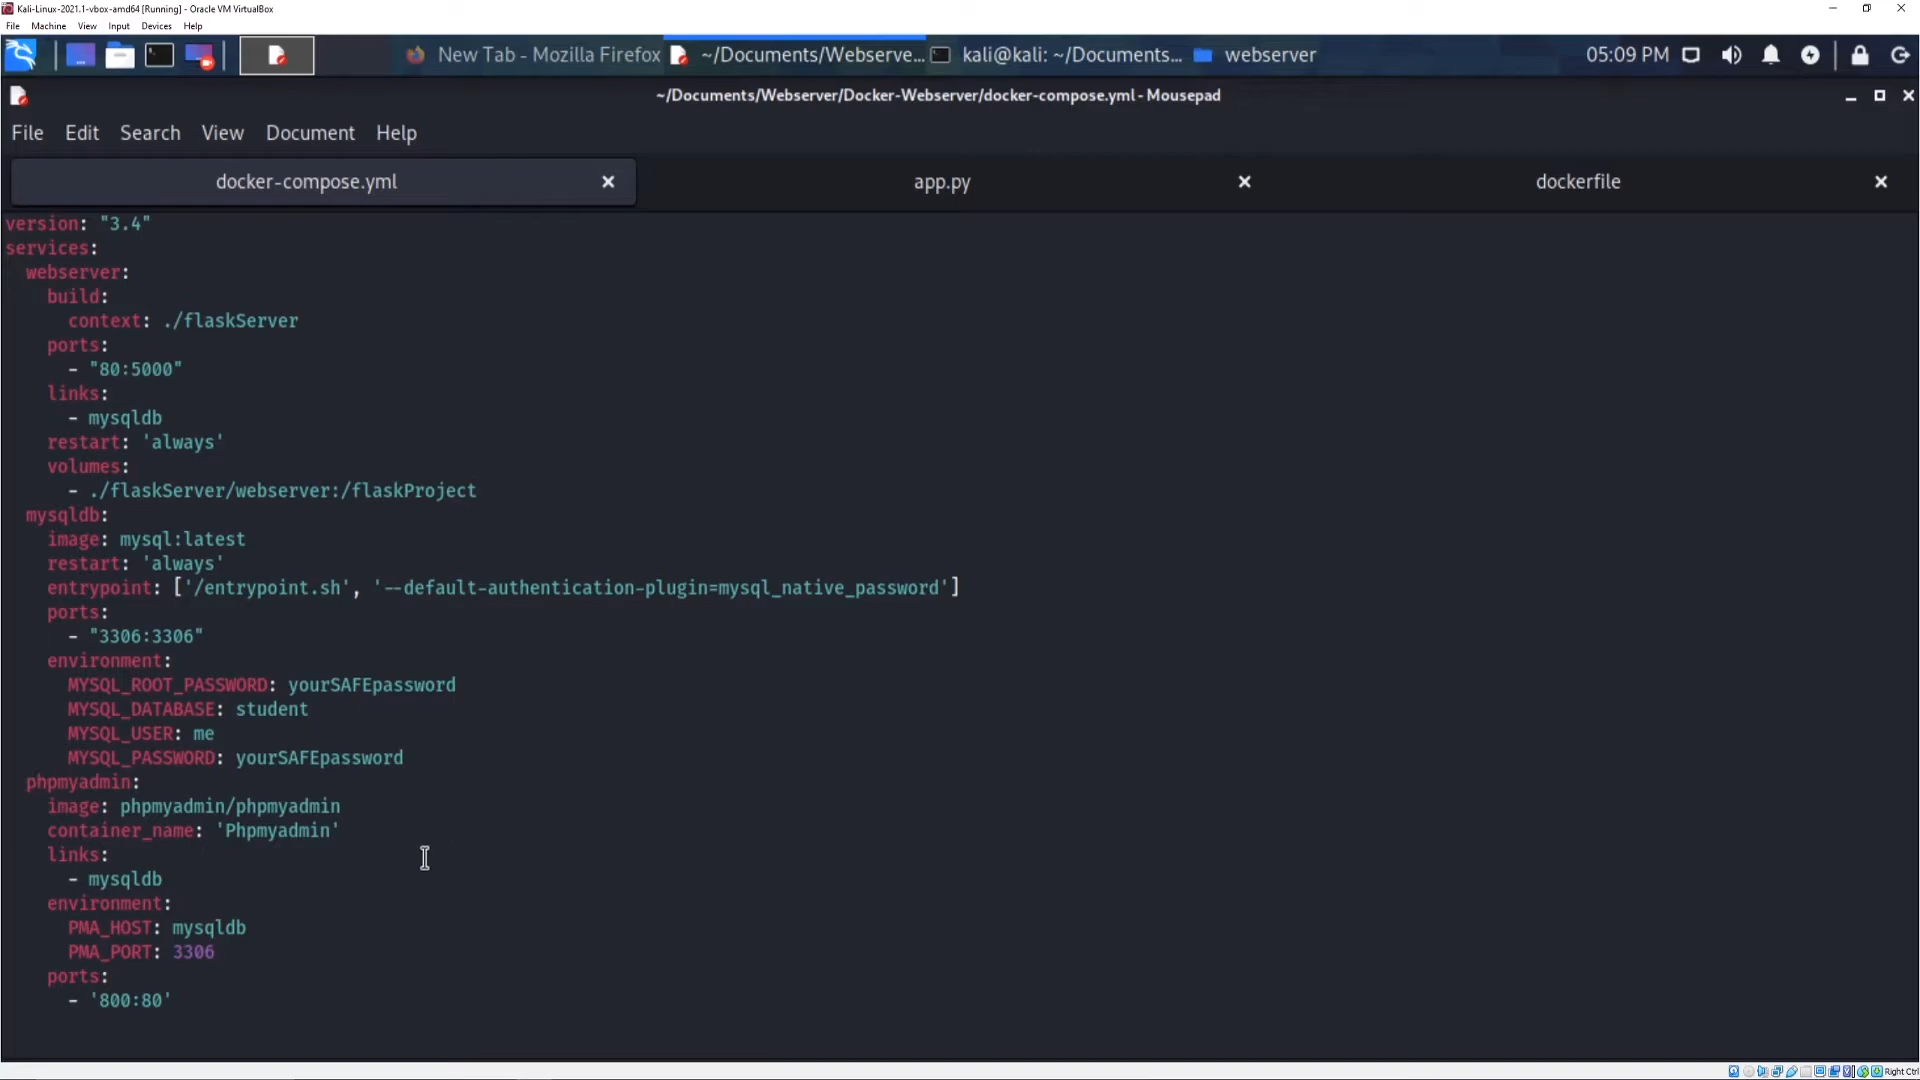 Kali-Linux-2021.1-vbox-amd64 [Running] - Oracle VM VirtualBox
File Machine View Input Devices Help
New Tab - Mozilla Firefox ~/Documents/Webserve... kali@kali: ~/Documents... webserver 05:09 PM
~/Documents/Webserver/Docker-Webserver/docker-compose.yml - Mousepad
File Edit Search View Document Help
docker-compose.yml app.py dockerfile
version: "3.4"
services:
  webserver:
    build:
      context: ./flaskServer
    ports:
      - "80:5000"
    links:
      - mysqldb
    restart: 'always'
    volumes:
      - ./flaskServer/webserver:/flaskProject
  mysqldb:
    image: mysql:latest
    restart: 'always'
    entrypoint: ['/entrypoint.sh', '--default-authentication-plugin=mysql_native_password']
    ports:
      - "3306:3306"
    environment:
      MYSQL_ROOT_PASSWORD: yourSAFEpassword
      MYSQL_DATABASE: student
      MYSQL_USER: me
      MYSQL_PASSWORD: yourSAFEpassword
  phpmyadmin:
    image: phpmyadmin/phpmyadmin
    container_name: 'Phpmyadmin'
    links:
      - mysqldb
    environment:
      PMA_HOST: mysqldb
      PMA_PORT: 3306
    ports:
      - '800:80'
Right Ctrl